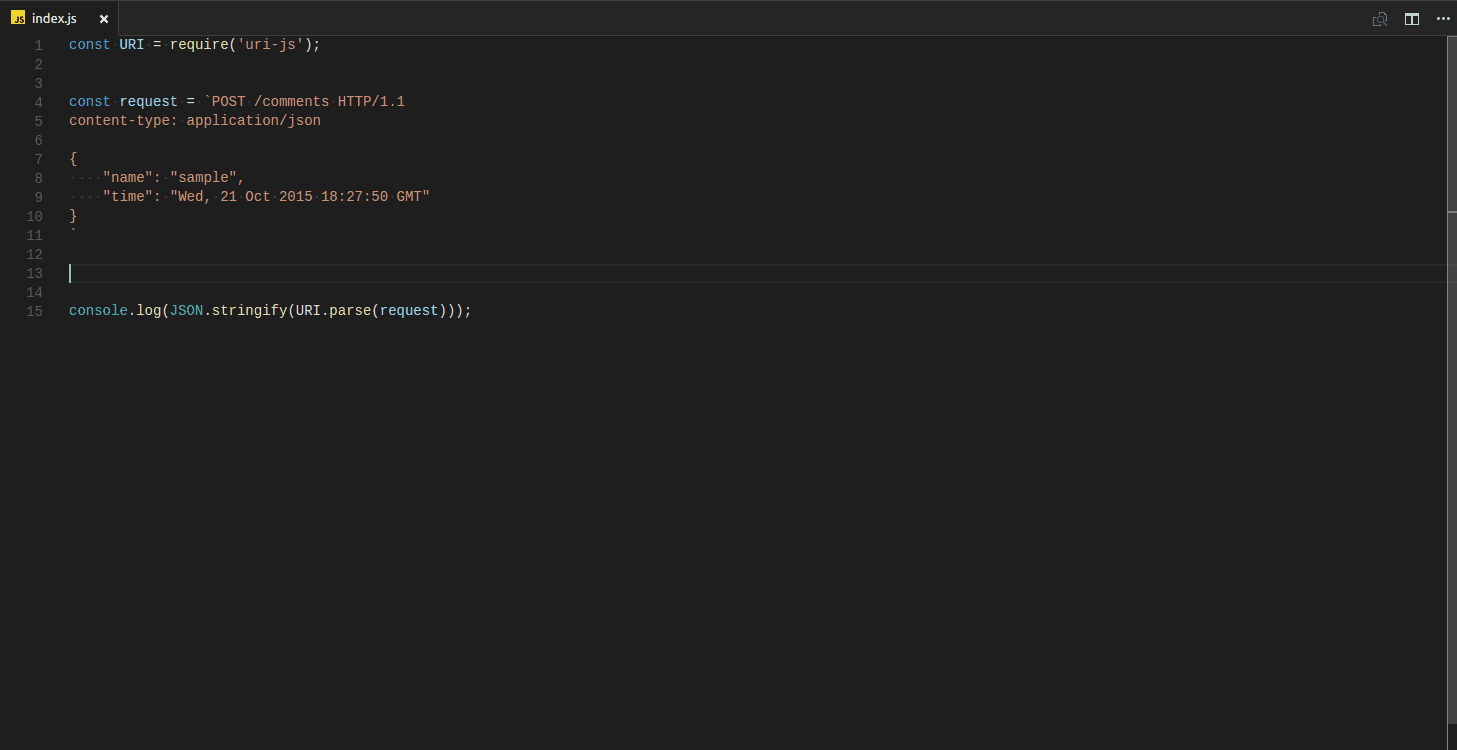 JS index.js ×
1 const URI = require('uri-js');
2
3
4 const request = `POST /comments HTTP/1.1
5 content-type: application/json
6
7 {
8     "name": "sample",
9     "time": "Wed, 21 Oct 2015 18:27:50 GMT"
10 }
11 `
12
13
14
15 console.log(JSON.stringify(URI.parse(request)));